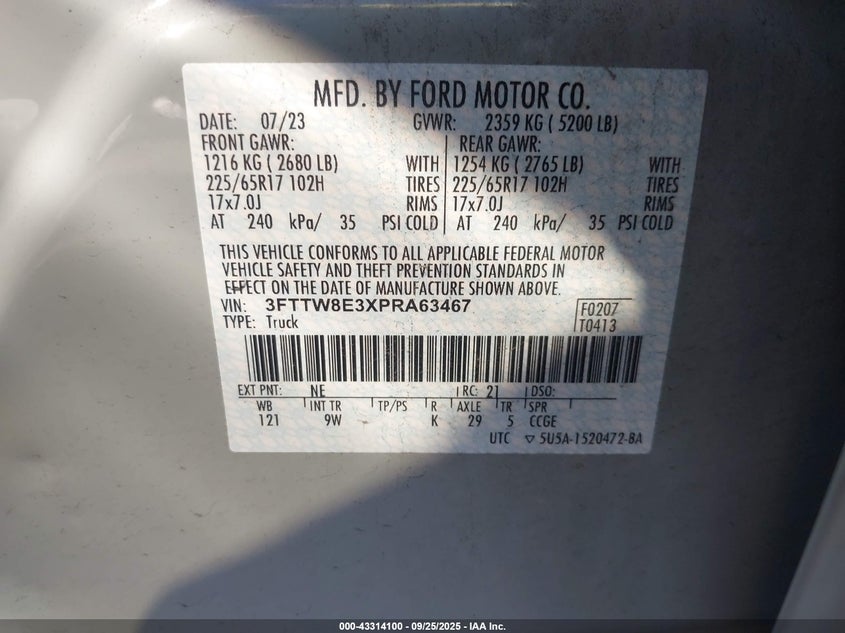 MFD. BY FORD MOTOR CO.
DATE: 07/23 GVWR: 2359 KG ( 5200 LB)
FRONT GAWR: REAR GAWR:
1216 KG ( 2680 LB) WITH 1254 KG ( 2765 LB) WITH
225/65R17 102H TIRES 225/65R17 102H TIRES
17x7.0J RIMS 17x7.0J RIMS
AT 240 kPa/ 35 PSI COLD AT 240 kPa/ 35 PSI COLD
THIS VEHICLE CONFORMS TO ALL APPLICABLE FEDERAL MOTOR
VEHICLE SAFETY AND THEFT PREVENTION STANDARDS IN
EFFECT ON THE DATE OF MANUFACTURE SHOWN ABOVE.
VIN: 3FTTW8E3XPRA63467 F0207
TYPE: Truck T0413
EXT PNT: NE RC: 21 DSO:
WB INT TR TP/PS R AXLE TR SPR
121 9W K 29 5 CCGE
UTC ▽ 5U5A-1520472-BA
000-43314100 - 09/25/2025 - IAA Inc.